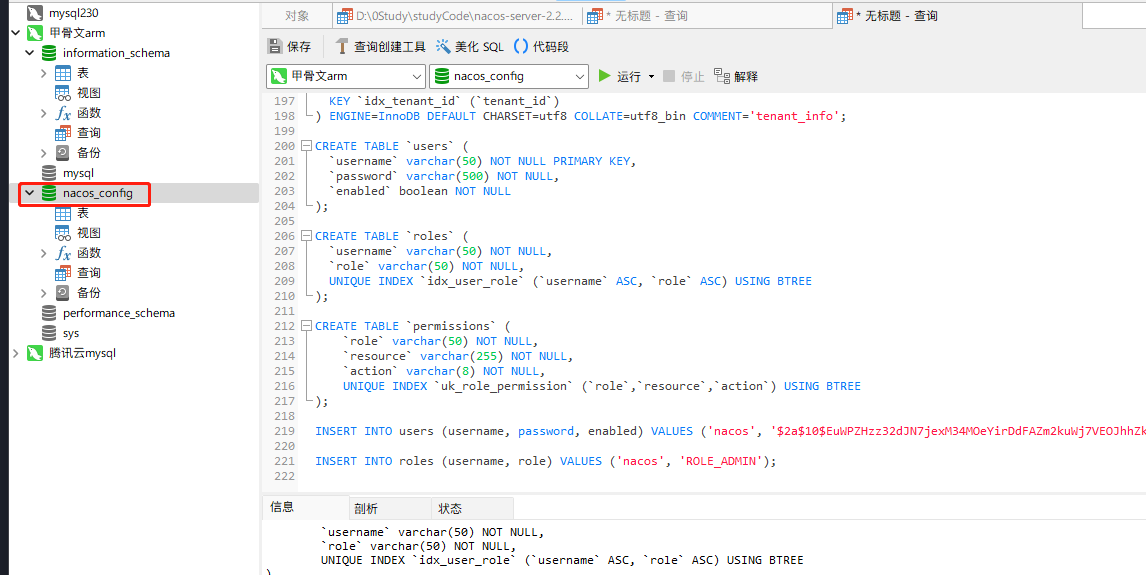 mysql230
甲骨文arm
information_schema
表
视图
函数
查询
备份
mysql
nacos_config
表
视图
函数
查询
备份
performance_schema
sys
腾讯云mysql
对象
D:\0Study\studyCode\nacos-server-2.2....
* 无标题 - 查询
* 无标题 - 查询
保存
查询创建工具
美化 SQL
代码段
甲骨文arm
nacos_config
运行
停止
解释
197 KEY `idx_tenant_id` (`tenant_id`)
198 ) ENGINE=InnoDB DEFAULT CHARSET=utf8 COLLATE=utf8_bin COMMENT='tenant_info';
199
200 CREATE TABLE `users` (
201 `username` varchar(50) NOT NULL PRIMARY KEY,
202 `password` varchar(500) NOT NULL,
203 `enabled` boolean NOT NULL
204 );
205
206 CREATE TABLE `roles` (
207 `username` varchar(50) NOT NULL,
208 `role` varchar(50) NOT NULL,
209 UNIQUE INDEX `idx_user_role` (`username` ASC, `role` ASC) USING BTREE
210 );
211
212 CREATE TABLE `permissions` (
213 `role` varchar(50) NOT NULL,
214 `resource` varchar(255) NOT NULL,
215 `action` varchar(8) NOT NULL,
216 UNIQUE INDEX `uk_role_permission` (`role`,`resource`,`action`) USING BTREE
217 );
218
219 INSERT INTO users (username, password, enabled) VALUES ('nacos', '$2a$10$EuWPZHzz32dJN7jexM34MOeYirDdFAZm2kuWj7VEOJhhZk
220
221 INSERT INTO roles (username, role) VALUES ('nacos', 'ROLE_ADMIN');
222
信息
剖析
状态
`username` varchar(50) NOT NULL,
`role` varchar(50) NOT NULL,
UNIQUE INDEX `idx_user_role` (`username` ASC, `role` ASC) USING BTREE
)